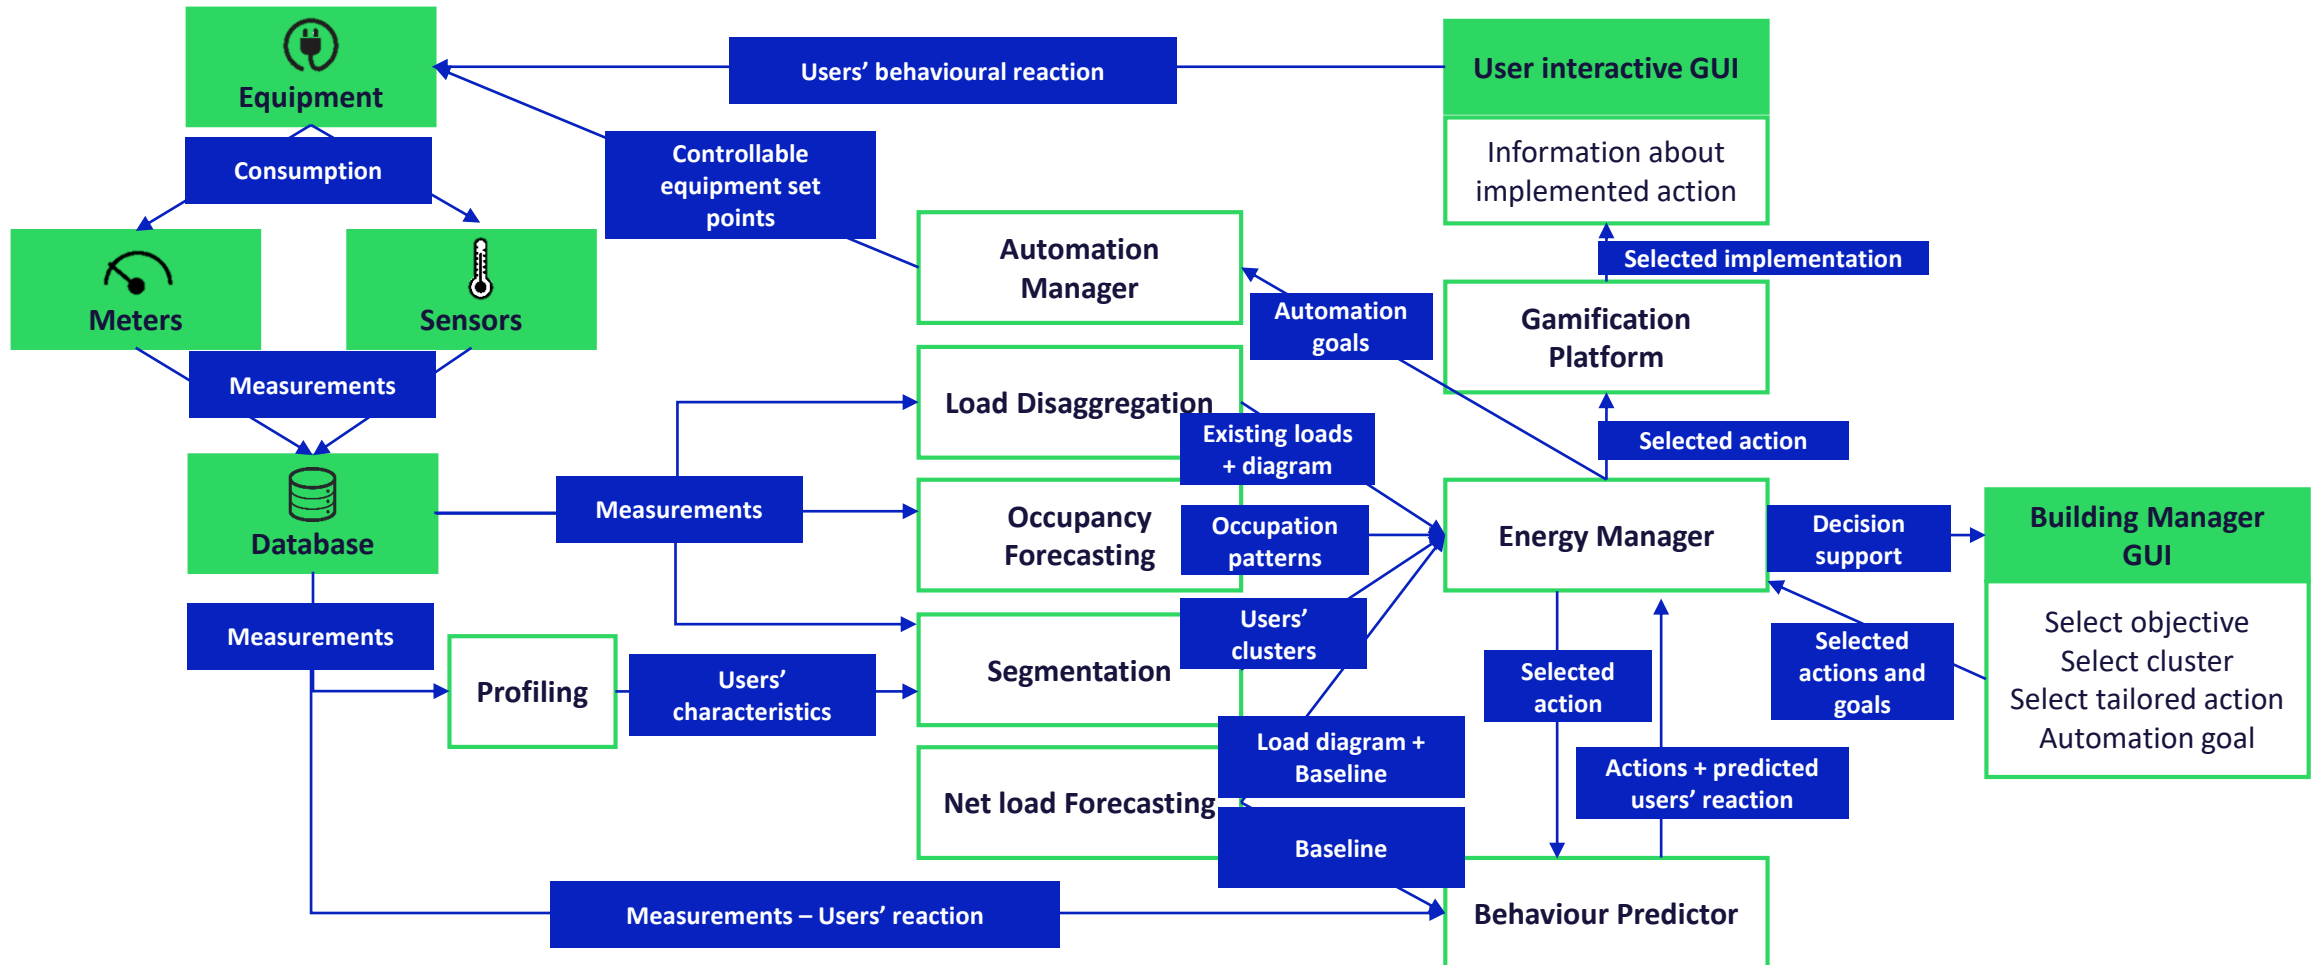 Equipment
Users’ behavioural reaction
User interactive GUI
Information about
implemented action
Consumption
Controllable
equipment set
points
Meters
Sensors
Automation
Manager
Selected implementation
Automation
goals
Gamification
Platform
Measurements
Load Disaggregation
Existing loads
+ diagram
Selected action
Database
Measurements
Occupancy
Forecasting
Occupation
patterns
Energy Manager
Decision
support
Building Manager
GUI
Select objective
Select cluster
Select tailored action
Automation goal
Measurements
Profiling
Users’
characteristics
Segmentation
Users’
clusters
Selected
action
Selected
actions and
goals
Net load Forecasting
Load diagram +
Baseline
Actions + predicted
users’ reaction
Baseline
Measurements – Users’ reaction
Behaviour Predictor